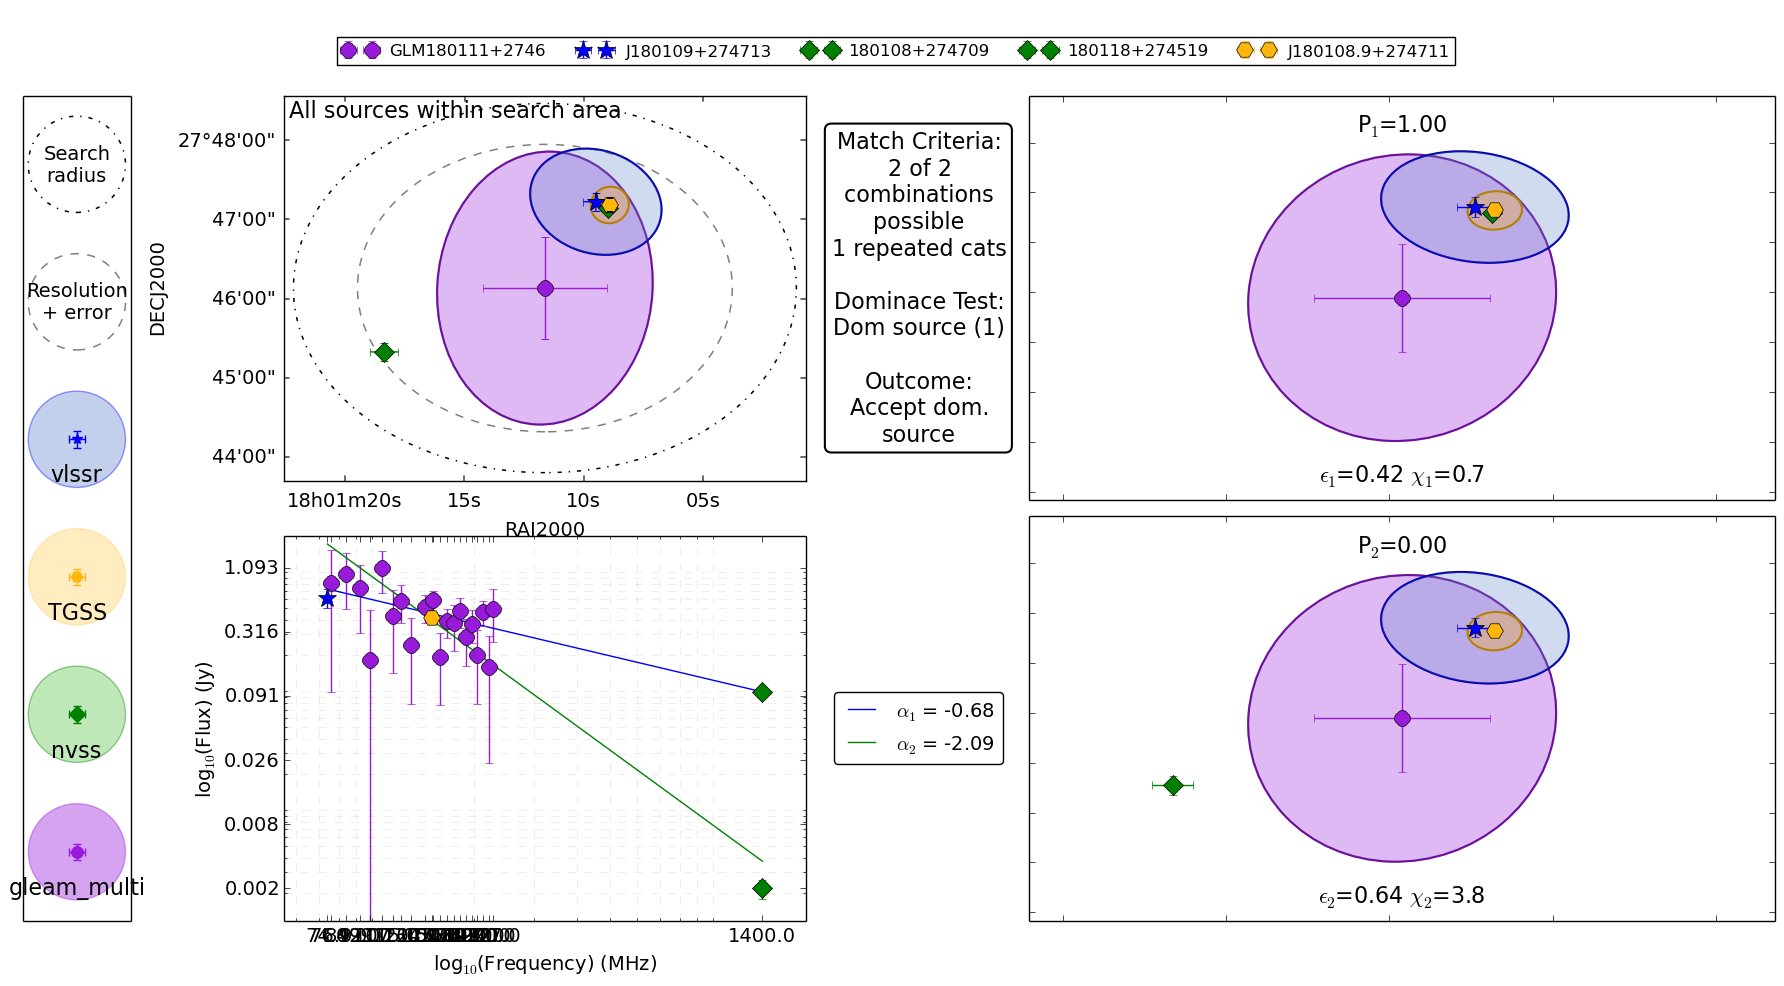 GLM180111+2746 J180109+274713 180108+274709 180118+274519 J180108.9+274711
Search
radius
Resolution
+ error
vlssr
TGSS
nvss
gleam_multi
All sources within search area
27°48'00"
47'00"
46'00"
45'00"
44'00"
DECJ2000
18h01m20s 15s 10s 05s
RAJ2000
Match Criteria:
2 of 2
combinations
possible
1 repeated cats
Dominace Test:
Dom source (1)
Outcome:
Accept dom.
source
P₁=1.00
ϵ₁=0.42 χ₁=0.7
1.093
0.316
0.091
0.026
0.008
0.002
log₁₀(Flux) (Jy)
1400.0
log₁₀(Frequency) (MHz)
α₁ = -0.68
α₂ = -2.09
P₂=0.00
ϵ₂=0.64 χ₂=3.8